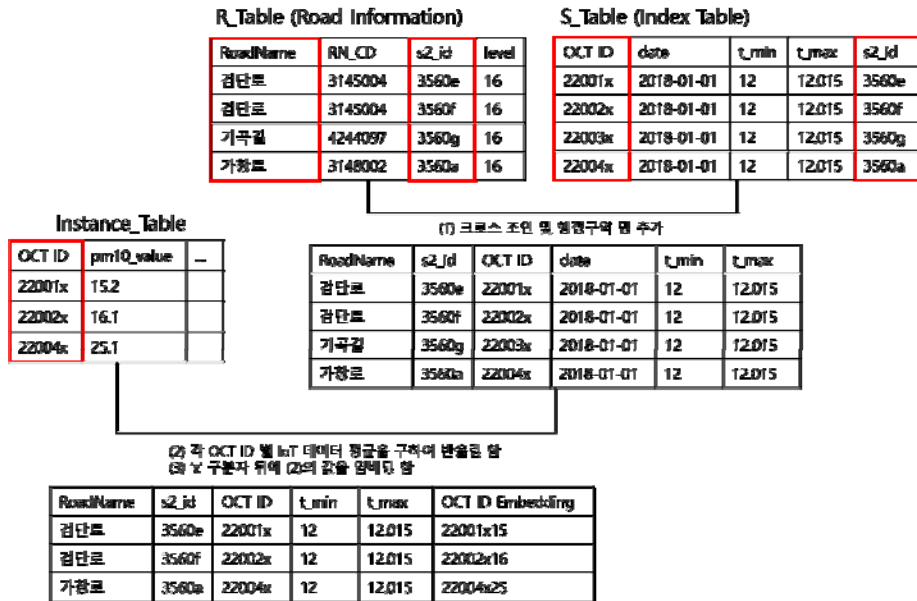 R_Table (Road Information)
RoadName RN_CD s2_id level
검단로 3145004 3560e 16
검단로 3145004 3560f 16
기곡길 4244097 3560g 16
가창로 3148002 3560a 16
S_Table (Index Table)
OCT ID date t_min t_max s2_id
22001x 2018-01-01 12 12.015 3560e
22002x 2018-01-01 12 12.015 3560f
22003x 2018-01-01 12 12.015 3560g
22004x 2018-01-01 12 12.015 3560a
(1) 크로스 조인 및 행정구역 명 추가
Instance_Table
OCT ID pm10_value ...
22001x 15.2
22002x 16.1
22004x 25.1
RoadName s2_id OCT ID date t_min t_max
검단로 3560e 22001x 2018-01-01 12 12.015
검단로 3560f 22002x 2018-01-01 12 12.015
기곡길 3560g 22003x 2018-01-01 12 12.015
가창로 3560a 22004x 2018-01-01 12 12.015
(2) 각 OCT ID 별 IoT 데이터 평균을 구하여 반올림 함
(3) 'x' 구분자 뒤에 (2)의 값을 임베딩 함
RoadName s2_id OCT ID t_min t_max OCT ID Embedding
검단로 3560e 22001x 12 12.015 22001x15
검단로 3560f 22002x 12 12.015 22002x16
가창로 3560a 22004x 12 12.015 22004x25